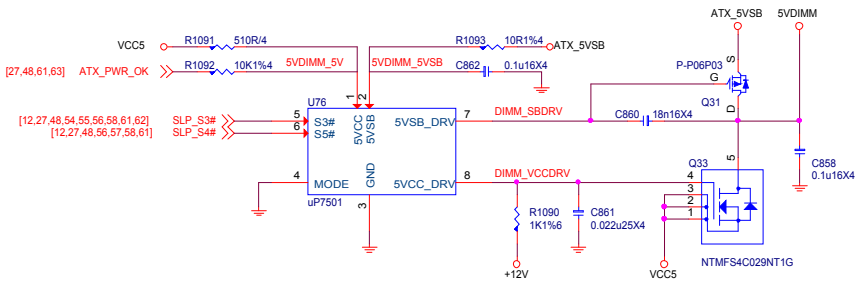 ATX_5VSB 5VDIMM
R1091 510R/4
VCC5
R1093 10R1%4
ATX_5VSB
[27,48,61,63] ATX_PWR_OK
R1092 10K1%4
5VDIMM_5V
5VDIMM_5VSB
C862 0.1u16X4
P-P06P03
S
G
D
Q31
U76
1
2
5VCC
5VSB
[12,27,48,54,55,56,58,61,62] SLP_S3#
5 S3#
[12,27,48,56,57,58,61] SLP_S4#
6 S5#
5VSB_DRV 7 DIMM_SBDRV
C860 18n16X4
4 MODE
GND
3
5VCC_DRV 8 DIMM_VCCDRV
uP7501
R1090
1K1%6
+12V
C861
0.022u25X4
Q33
5
4
3
2
1
VCC5
NTMFS4C029NT1G
C858
0.1u16X4